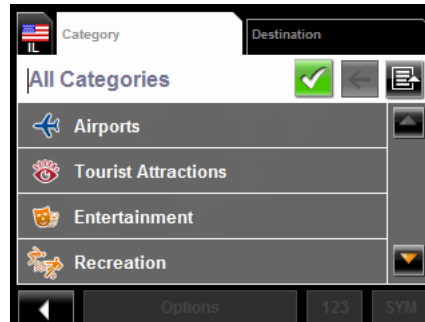 IL
Category
Destination
All Categories
Airports
Tourist Attractions
Entertainment
Recreation
Options
123
SYM